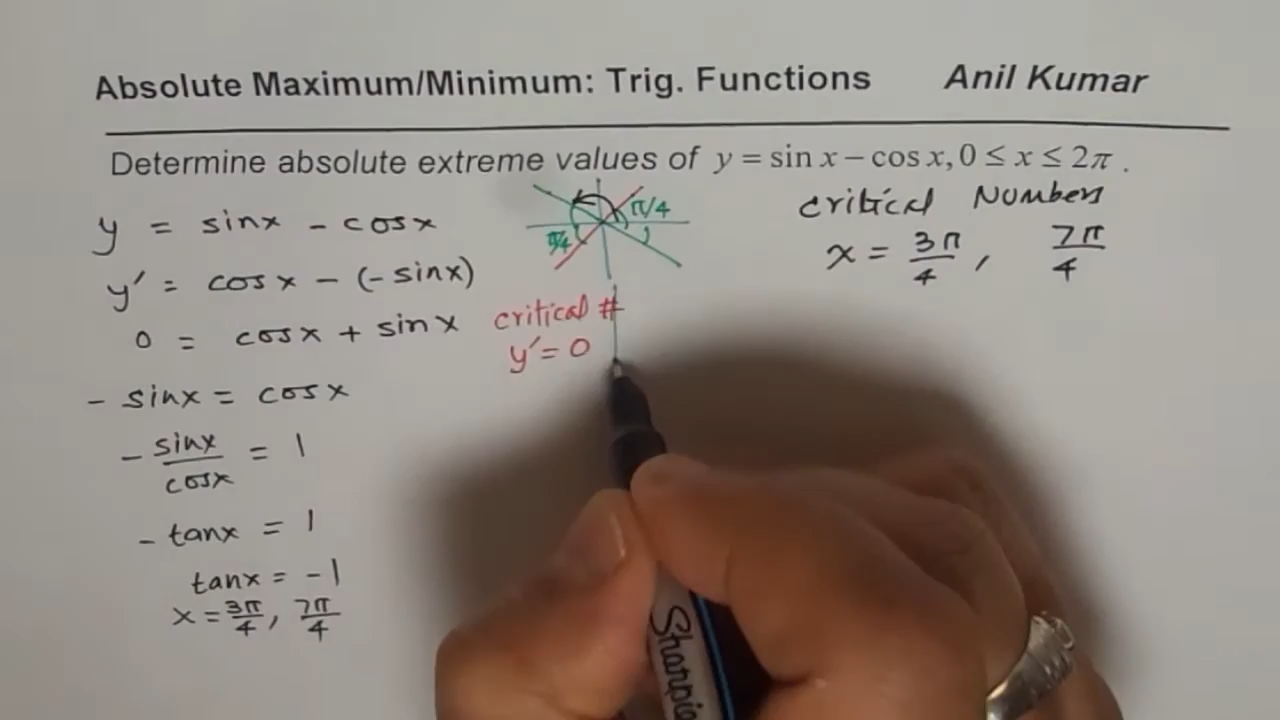 Absolute Maximum/Minimum: Trig. Functions Anil Kumar
Determine absolute extreme values of y = sin x − cos x, 0 ≤ x ≤ 2π .
y = sinx - cosx
y' = cosx - (-sinx)
0 = cosx + sinx
- sinx = cosx
- sinx/cosx = 1
- tanx = 1
tanx = -1
x = 3π/4, 7π/4
π/4
π/4
critical #
y' = 0
critical Numbers
x = 3π/4, 7π/4
Sharpie